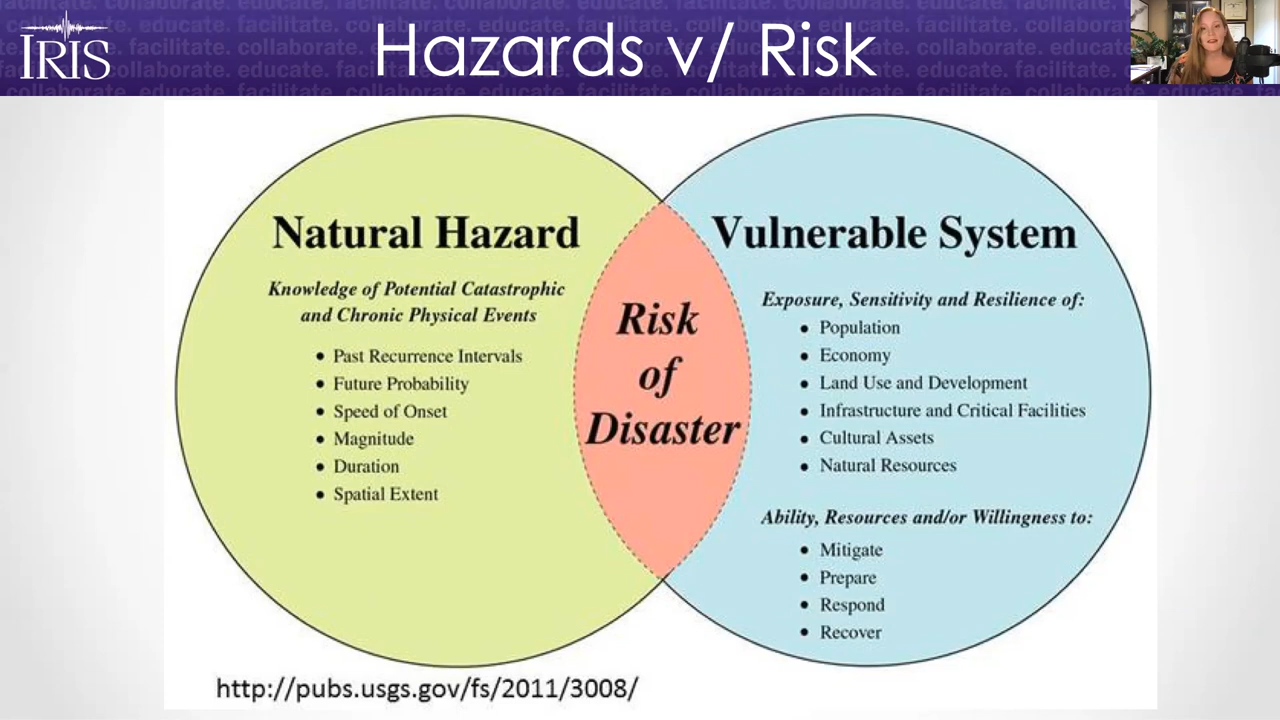 IRIS
Hazards v/ Risk
Natural Hazard
Knowledge of Potential Catastrophic
and Chronic Physical Events
• Past Recurrence Intervals
• Future Probability
• Speed of Onset
• Magnitude
• Duration
• Spatial Extent
Risk
of
Disaster
Vulnerable System
Exposure, Sensitivity and Resilience of:
• Population
• Economy
• Land Use and Development
• Infrastructure and Critical Facilities
• Cultural Assets
• Natural Resources
Ability, Resources and/or Willingness to:
• Mitigate
• Prepare
• Respond
• Recover
http://pubs.usgs.gov/fs/2011/3008/